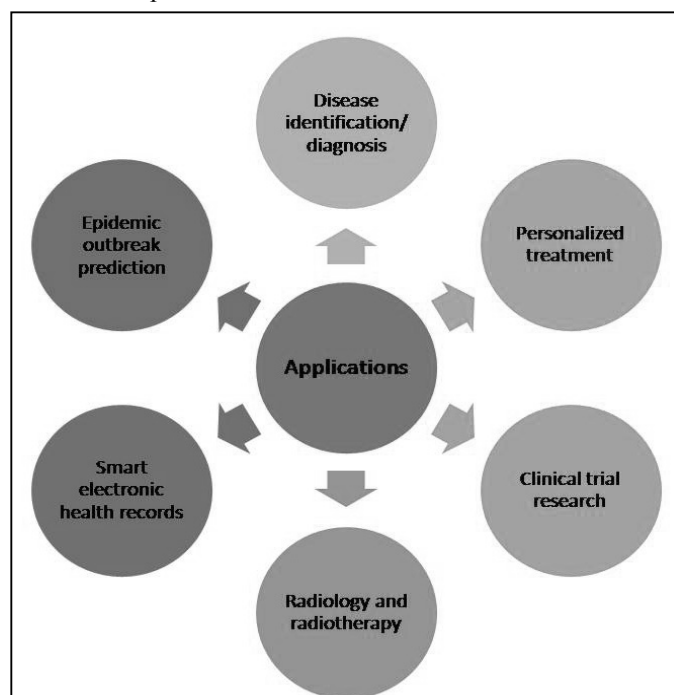 Disease
identification/
diagnosis
Epidemic
outbreak
prediction
Personalized
treatment
Applications
Smart
electronic
health records
Clinical trial
research
Radiology and
radiotherapy